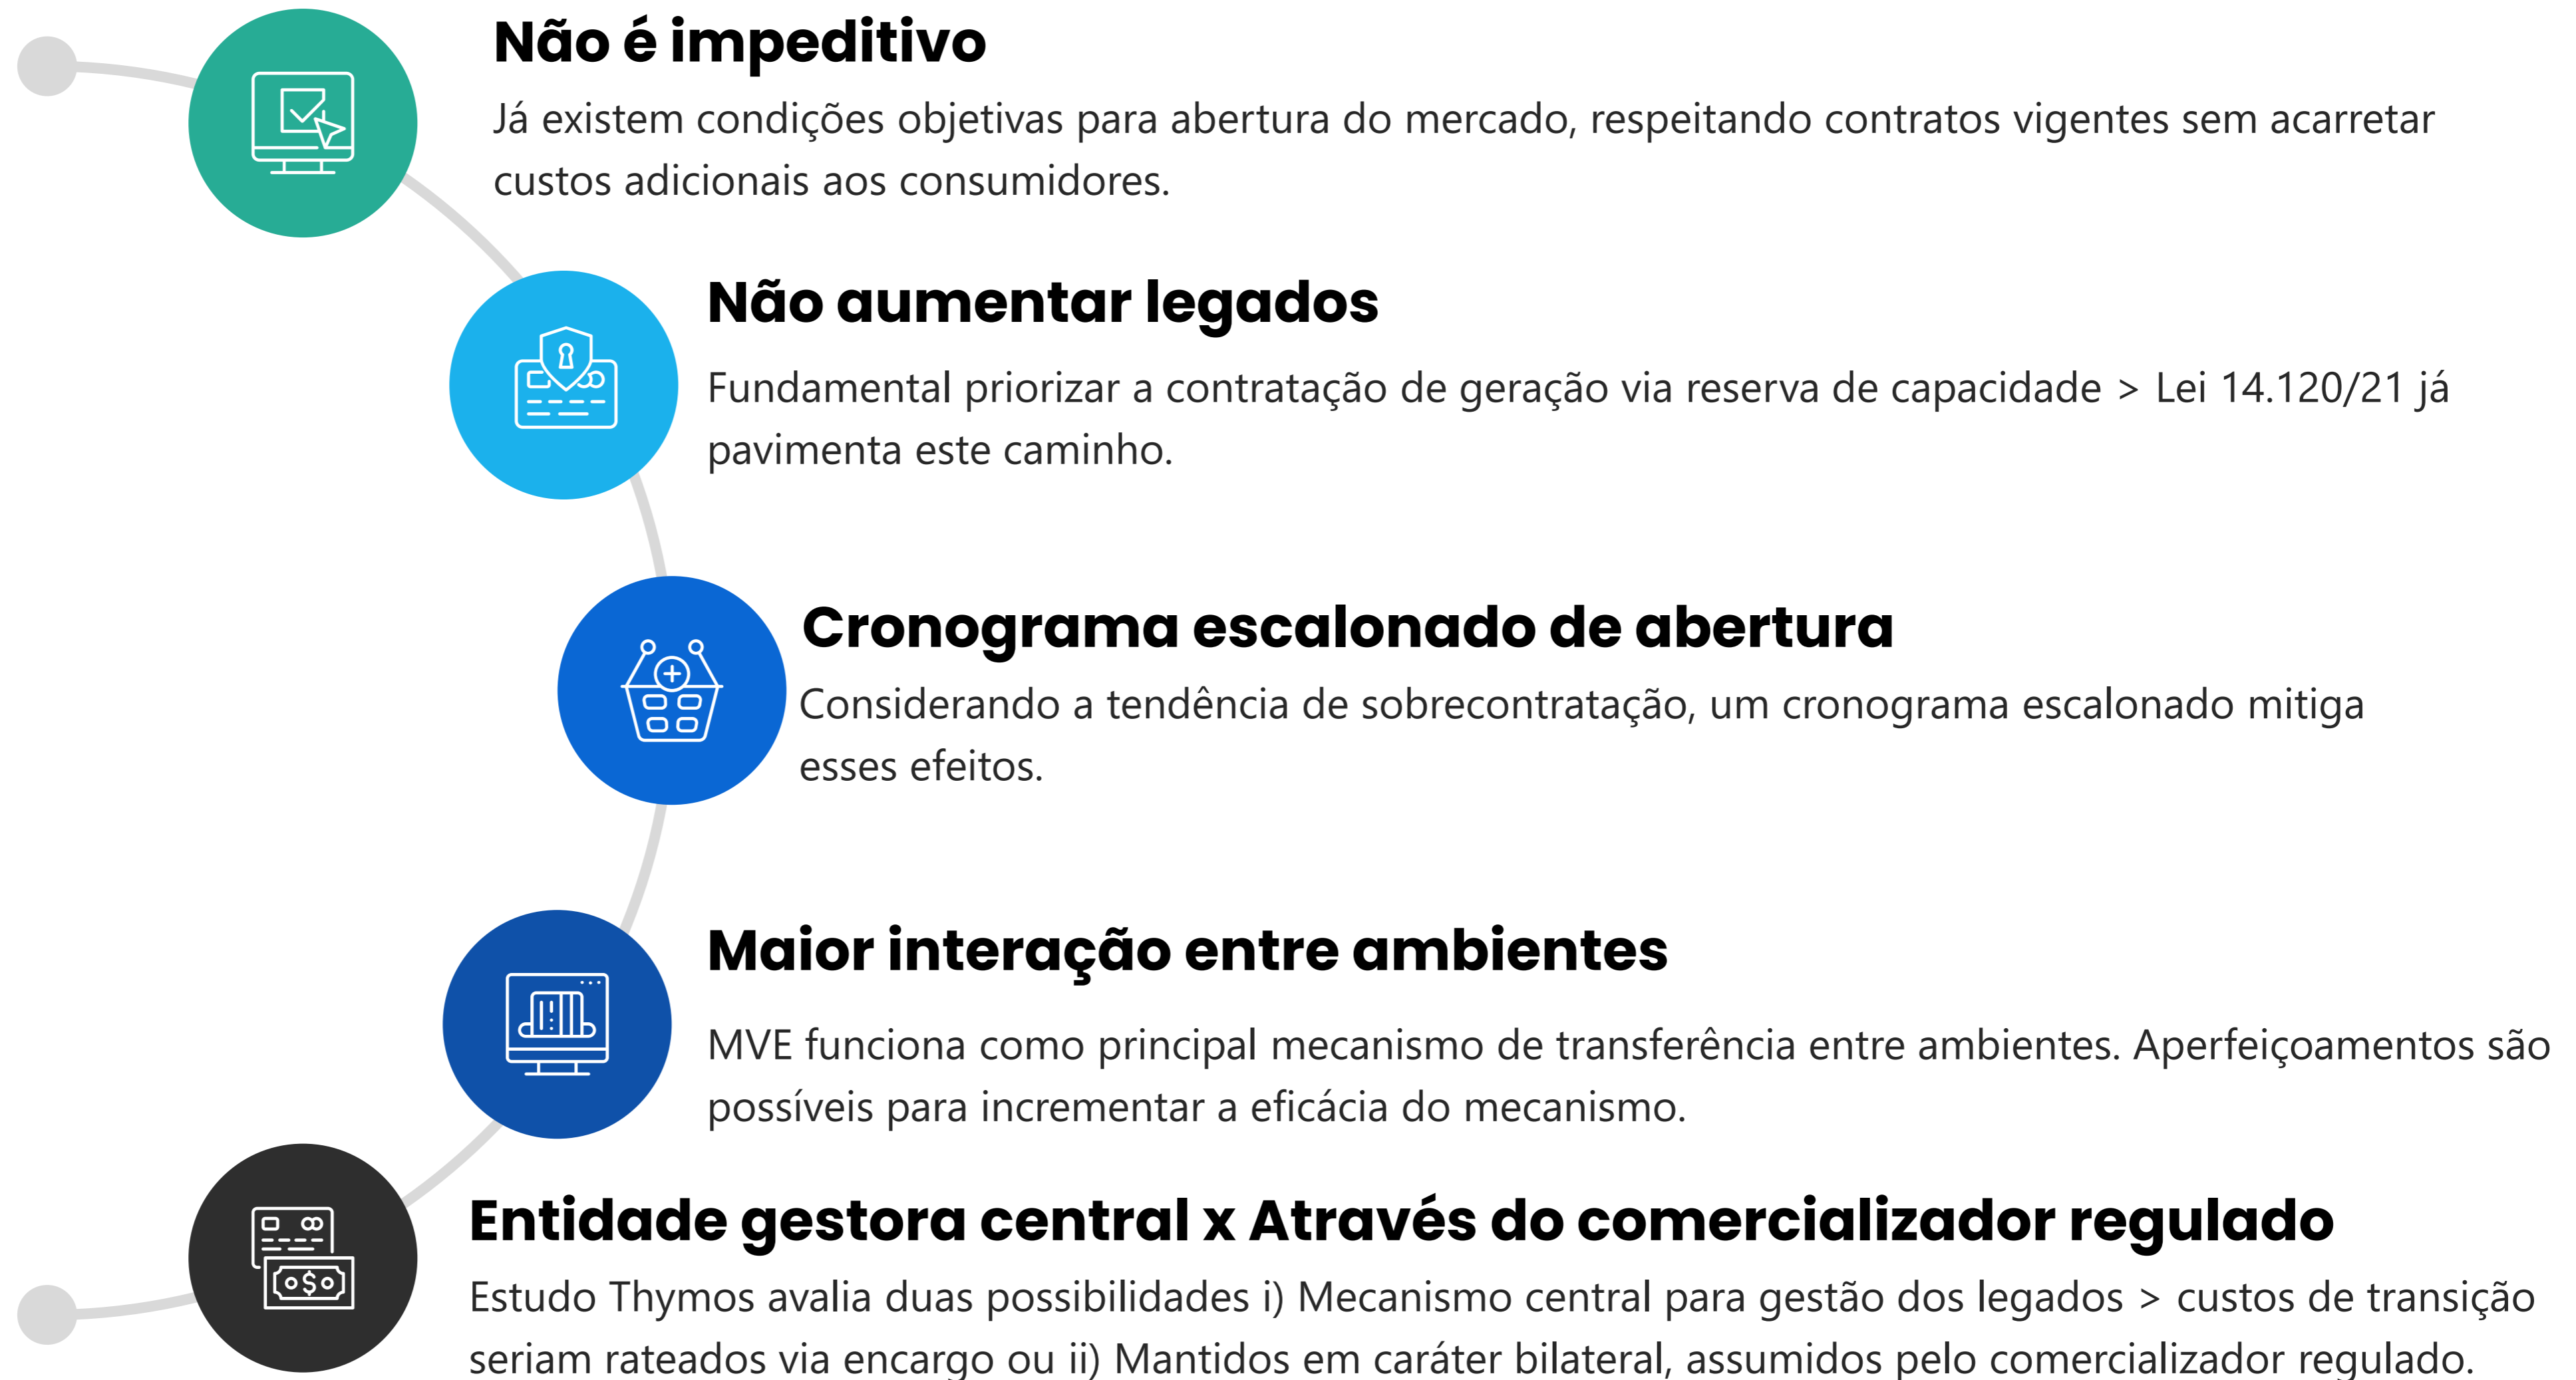 Não é impeditivo
Já existem condições objetivas para abertura do mercado, respeitando contratos vigentes sem acarretar
custos adicionais aos consumidores.
Não aumentar legados
Fundamental priorizar a contratação de geração via reserva de capacidade > Lei 14.120/21 já
pavimenta este caminho.
Cronograma escalonado de abertura
Considerando a tendência de sobrecontratação, um cronograma escalonado mitiga
esses efeitos.
Maior interação entre ambientes
MVE funciona como principal mecanismo de transferência entre ambientes. Aperfeiçoamentos são
possíveis para incrementar a eficácia do mecanismo.
Entidade gestora central x Através do comercializador regulado
Estudo Thymos avalia duas possibilidades i) Mecanismo central para gestão dos legados > custos de transição
seriam rateados via encargo ou ii) Mantidos em caráter bilateral, assumidos pelo comercializador regulado.